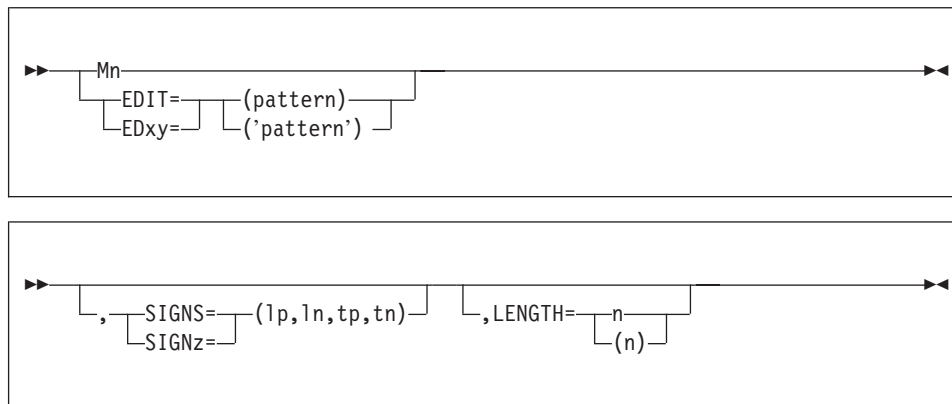 Mn
EDIT= (pattern)
EDxy= ('pattern')
, SIGNS= (lp,ln,tp,tn) ,LENGTH= n
SIGNz= (n)